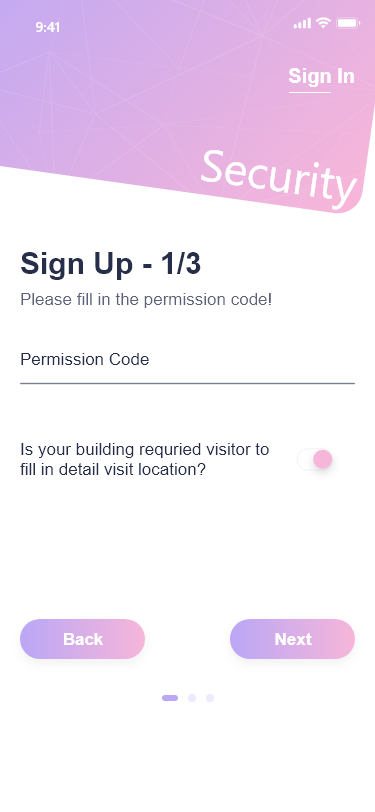 9:41
Sign In
Security
Sign Up - 1/3
Please fill in the permission code!
Permission Code
Is your building requried visitor to
fill in detail visit location?
Back
Next